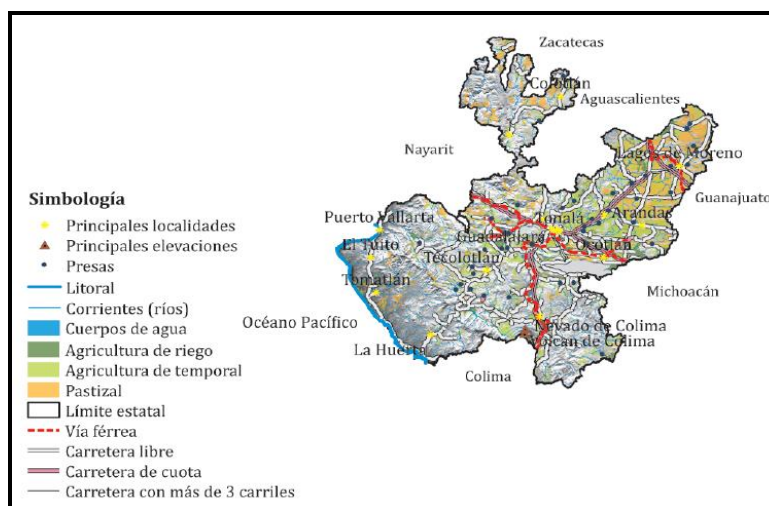 Zacatecas
Colotlán
Aguascalientes
Nayarit
Lagos de Moreno
Guanajuato
Simbología
Principales localidades
Principales elevaciones
Presas
Litoral
Corrientes (ríos)
Cuerpos de agua
Agricultura de riego
Agricultura de temporal
Pastizal
Límite estatal
Vía férrea
Carretera libre
Carretera de cuota
Carretera con más de 3 carriles
Puerto Vallarta
Tonalá
Arandas
El Tuito
Guadalajara
Ocotlán
Tecolotlán
Tomatlán
Michoacán
Océano Pacífico
Nevado de Colima
Volcán de Colima
La Huerta
Colima